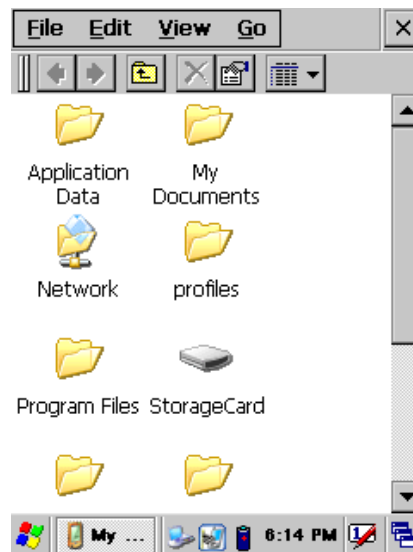 File Edit View Go
Application My
Data Documents
Network profiles
Program Files StorageCard
My ... 6:14 PM